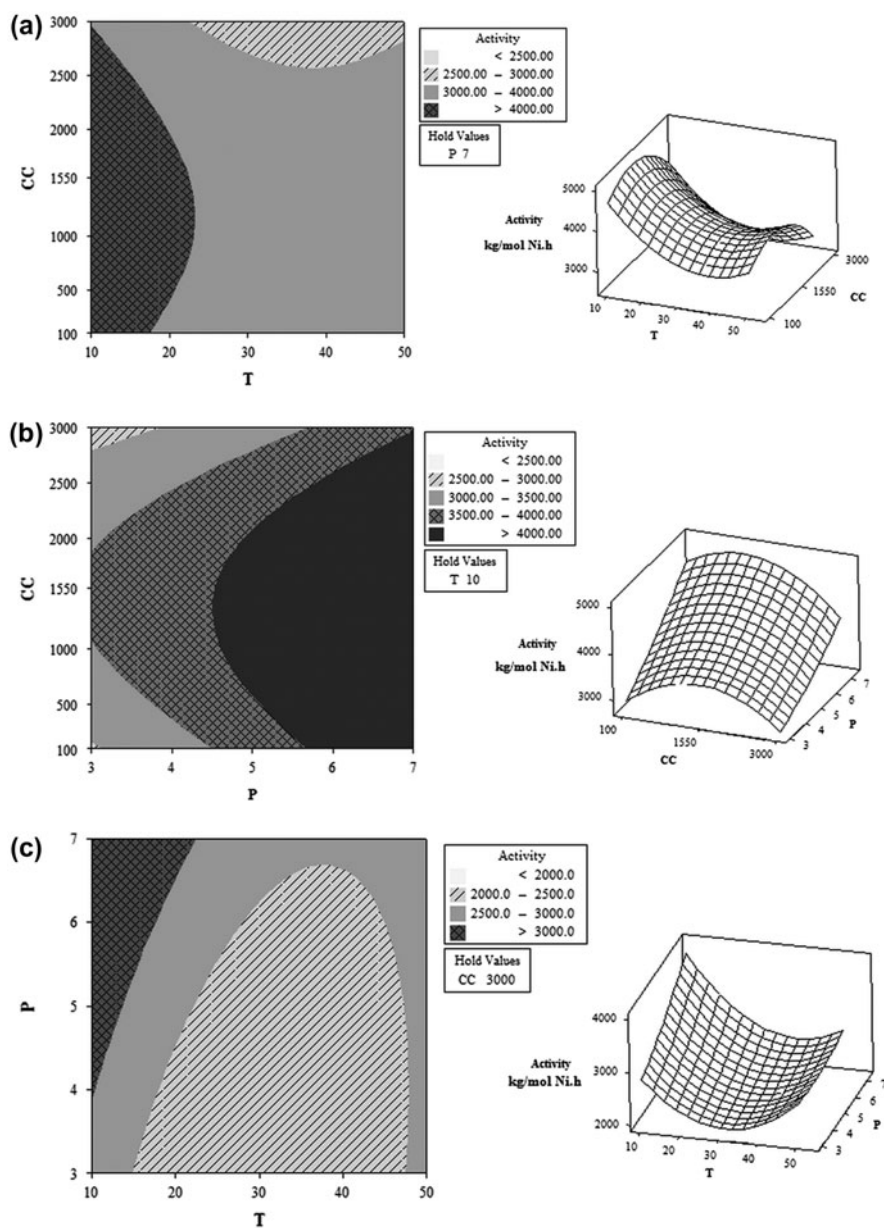 (a)
3000
2500
2000
1550
1000
500
100
CC
10 20 30 40 50
T
Activity
< 2500.00
2500.00 – 3000.00
3000.00 – 4000.00
> 4000.00
Hold Values
P 7
5000
4000
3000
Activity
kg/mol Ni.h
10 20 30 40 50
T
100
1550
3000
CC
(b)
3000
2500
2000
1550
1000
500
100
CC
3 4 5 6 7
P
Activity
< 2500.00
2500.00 – 3000.00
3000.00 – 3500.00
3500.00 – 4000.00
> 4000.00
Hold Values
T 10
5000
4000
3000
Activity
kg/mol Ni.h
100 1550 3000
CC
3 4 5 6 7
P
(c)
7
6
5
4
3
P
10 20 30 40 50
T
Activity
< 2000.0
2000.0 – 2500.0
2500.0 – 3000.0
> 3000.0
Hold Values
CC 3000
4000
3000
2000
Activity
kg/mol Ni.h
10 20 30 40 50
T
3 4 5 6 7
P